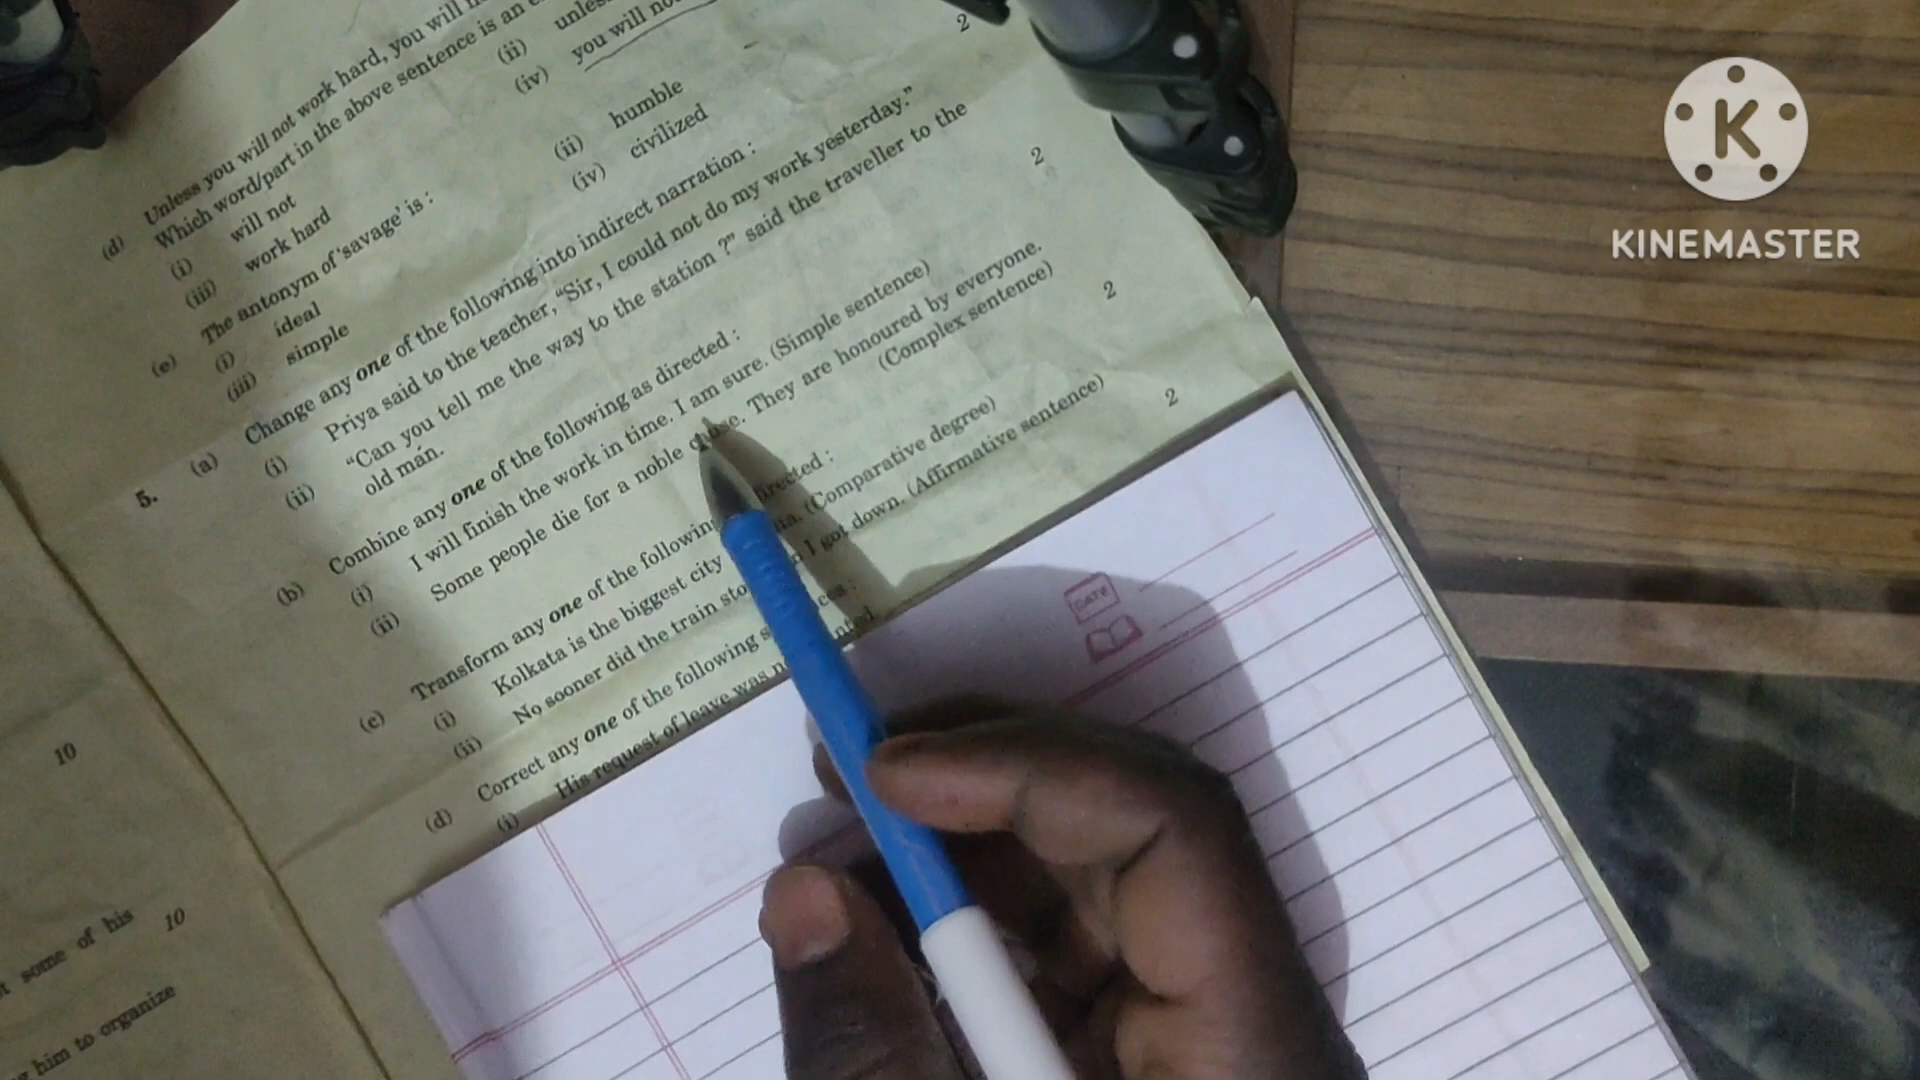 Unless you will not work hard, you will
(d) Which word/part in the above sentence is an
(i) will not (ii)
(iii) work hard (iv) you will not
(e) The antonym of 'savage' is :
(i) ideal (ii) humble
(iii) simple (iv) civilized
2
5. (a) Change any one of the following into indirect narration :
(i) Priya said to the teacher, "Sir, I could not do my work yesterday."
(ii) "Can you tell me the way to the station ?" said the traveller to the
old man.
2
(b) Combine any one of the following as directed :
(i) I will finish the work in time. I am sure. (Simple sentence)
(ii) Some people die for a noble They are honoured by everyone.
(Complex sentence)
2
(c) Transform any one of the following directed :
(i) Kolkata is the biggest city (Comparative degree)
(ii) No sooner did the train I got down. (Affirmative sentence)
2
(d) Correct any one of the following
(i) His request of leave was
10
some of his
10
him to organize
DATE
K
KINEMASTER